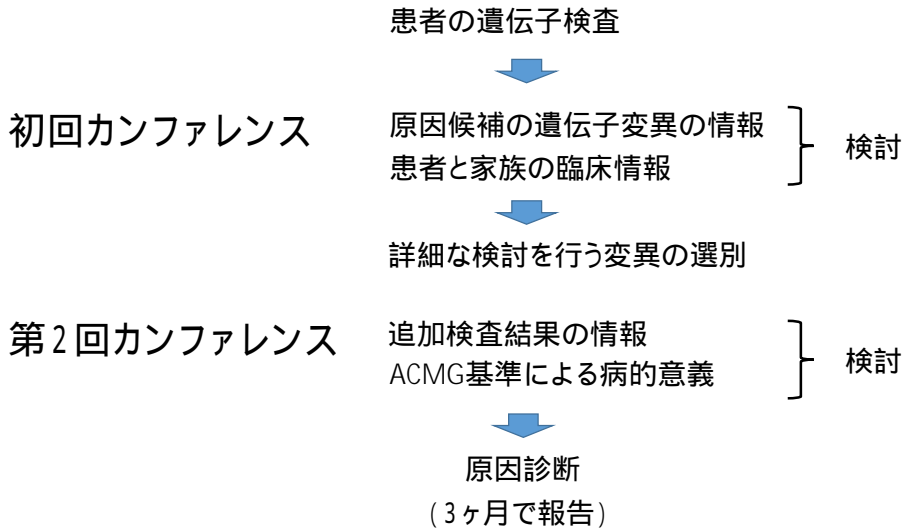 患者の遺伝子検査
初回カンファレンス
原因候補の遺伝子変異の情報
患者と家族の臨床情報
検討
詳細な検討を行う変異の選別
第2回カンファレンス
追加検査結果の情報
ACMG基準による病的意義
検討
原因診断
(3ヶ月で報告)